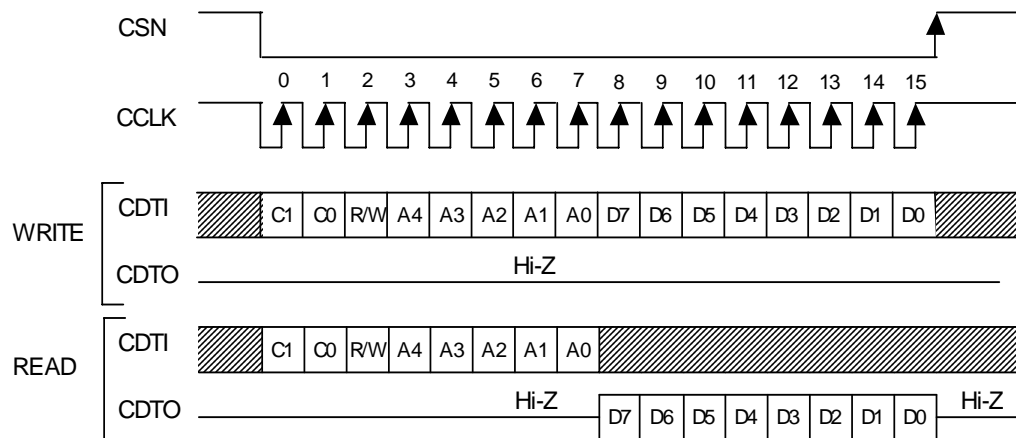 CSN
0 1 2 3 4 5 6 7 8 9 10 11 12 13 14 15
CCLK
WRITE
CDTI
C1 C0 R/W A4 A3 A2 A1 A0 D7 D6 D5 D4 D3 D2 D1 D0
CDTO
Hi-Z
READ
CDTI
C1 C0 R/W A4 A3 A2 A1 A0
CDTO
Hi-Z
D7 D6 D5 D4 D3 D2 D1 D0
Hi-Z